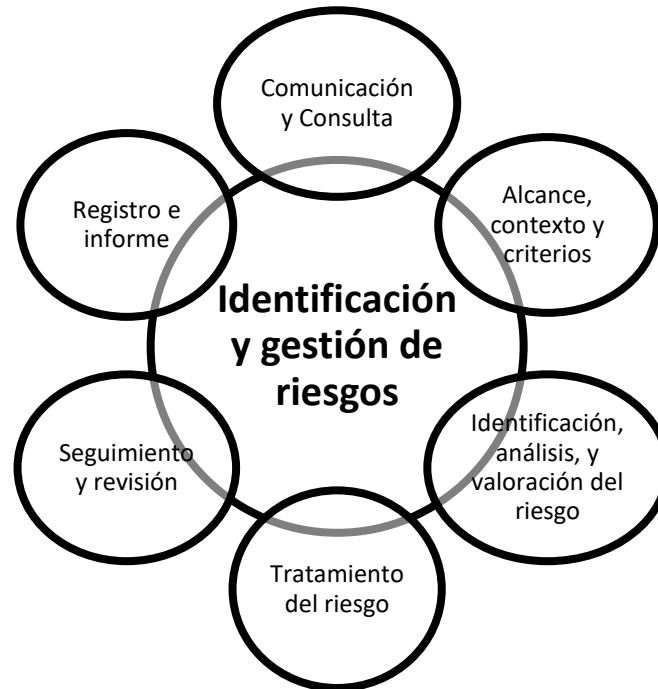 Comunicación
y Consulta
Alcance,
contexto y
criterios
Identificación,
análisis, y
valoración del
riesgo
Tratamiento
del riesgo
Seguimiento
y revisión
Registro e
informe
Identificación
y gestión de
riesgos